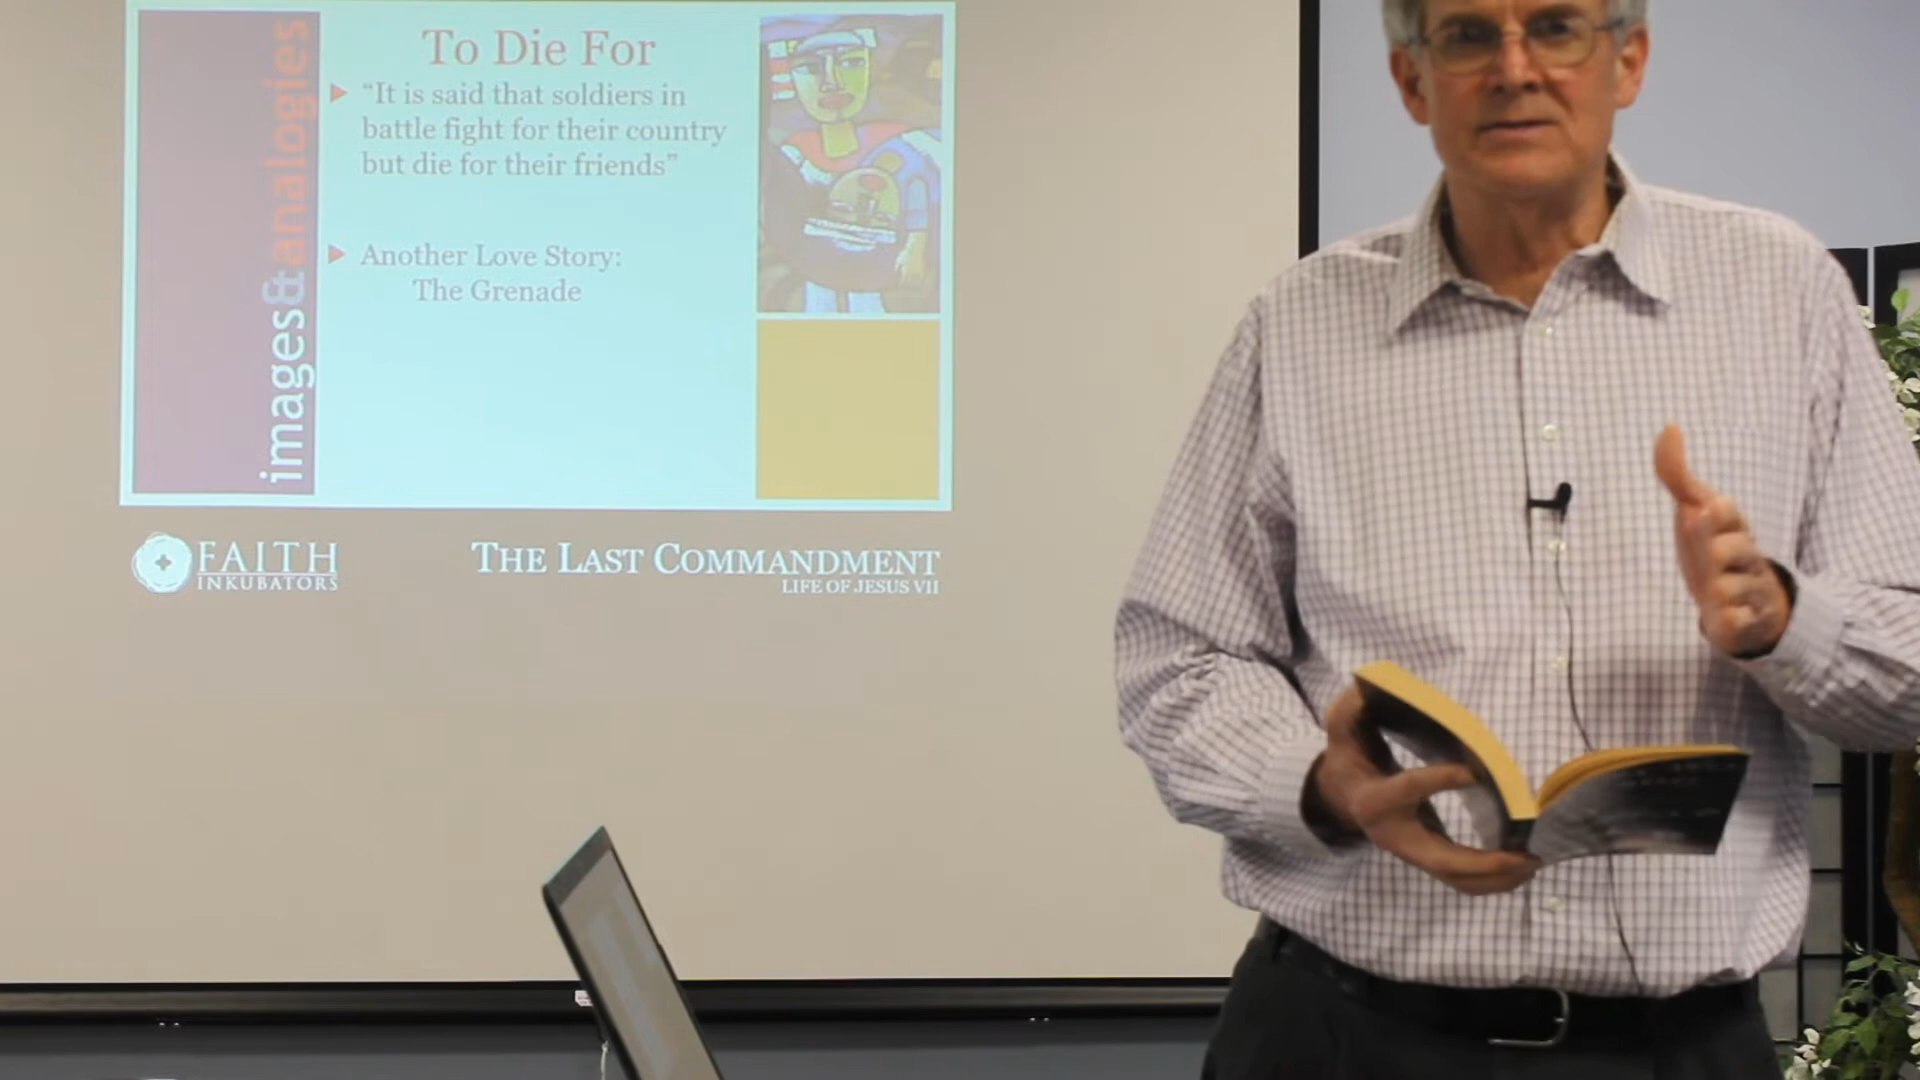 To Die For
images&analogies
“It is said that soldiers in
battle fight for their country
but die for their friends”
Another Love Story:
The Grenade
FAITH
INKUBATORS
THE LAST COMMANDMENT
LIFE OF JESUS VII